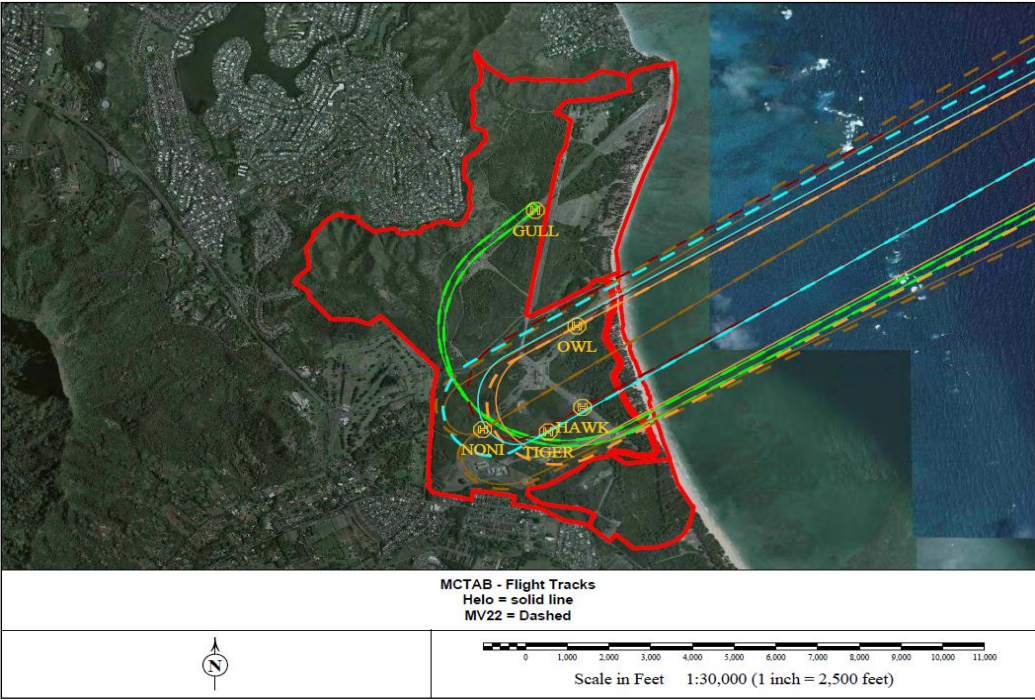 GULL
OWL
HAWK
NONI
TIGER
MCTAB - Flight Tracks
Helo = solid line
MV22 = Dashed
N
0 1,000 2,000 3,000 4,000 5,000 6,000 7,000 8,000 9,000 10,000 11,000
Scale in Feet 1:30,000 (1 inch = 2,500 feet)